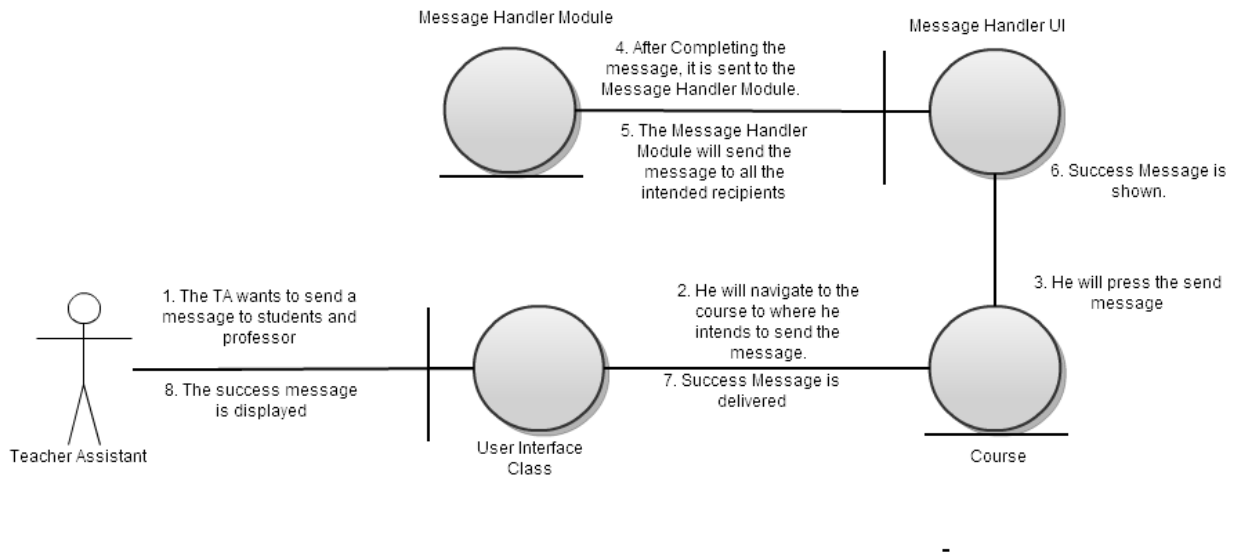 Message Handler Module
Message Handler UI
4. After Completing the
message, it is sent to the
Message Handler Module.
5. The Message Handler
Module will send the
message to all the
intended recipients
6. Success Message is
shown.
3. He will press the send
message
1. The TA wants to send a
message to students and
professor
8. The success message
is displayed
2. He will navigate to the
course to where he
intends to send the
message.
7. Success Message is
delivered
Teacher Assistant
User Interface
Class
Course
-